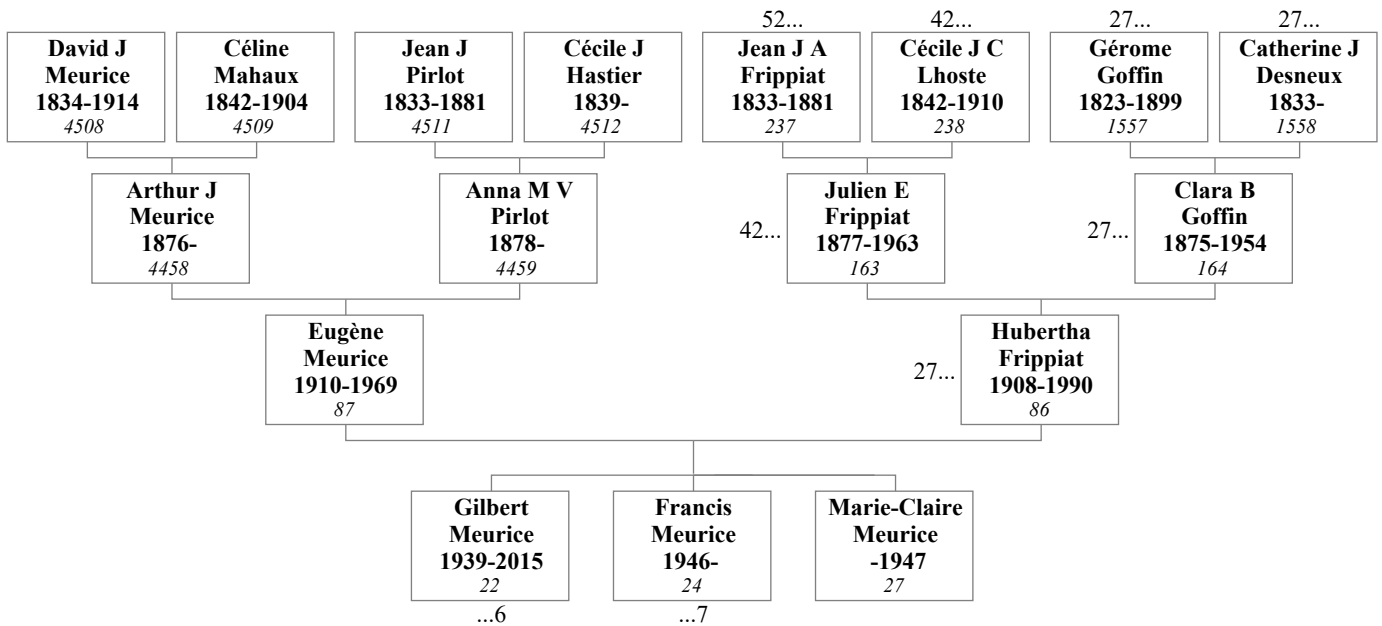 52...
42...
27...
27...
David J
Meurice
1834-1914
4508
Céline
Mahaux
1842-1904
4509
Jean J
Pirlot
1833-1881
4511
Cécile J
Hastier
1839-
4512
Jean J A
Frippiat
1833-1881
237
Cécile J C
Lhoste
1842-1910
238
Gérome
Goffin
1823-1899
1557
Catherine J
Desneux
1833-
1558
Arthur J
Meurice
1876-
4458
Anna M V
Pirlot
1878-
4459
42...
Julien E
Frippiat
1877-1963
163
27...
Clara B
Goffin
1875-1954
164
Eugène
Meurice
1910-1969
87
27...
Hubertha
Frippiat
1908-1990
86
Gilbert
Meurice
1939-2015
22
...6
Francis
Meurice
1946-
24
...7
Marie-Claire
Meurice
-1947
27